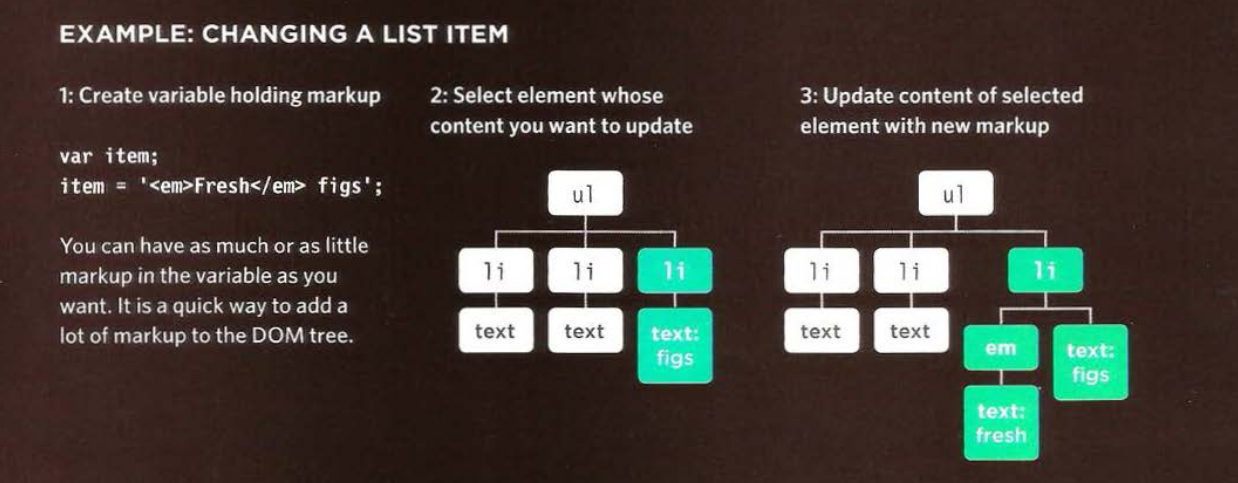 EXAMPLE: CHANGING A LIST ITEM
1: Create variable holding markup
var item;
item = '<em>Fresh</em> figs';
You can have as much or as little
markup in the variable as you
want. It is a quick way to add a
lot of markup to the DOM tree.
2: Select element whose
content you want to update
ul
li li li
text text text:
figs
3: Update content of selected
element with new markup
ul
li li li
text text em text:
figs
text:
fresh